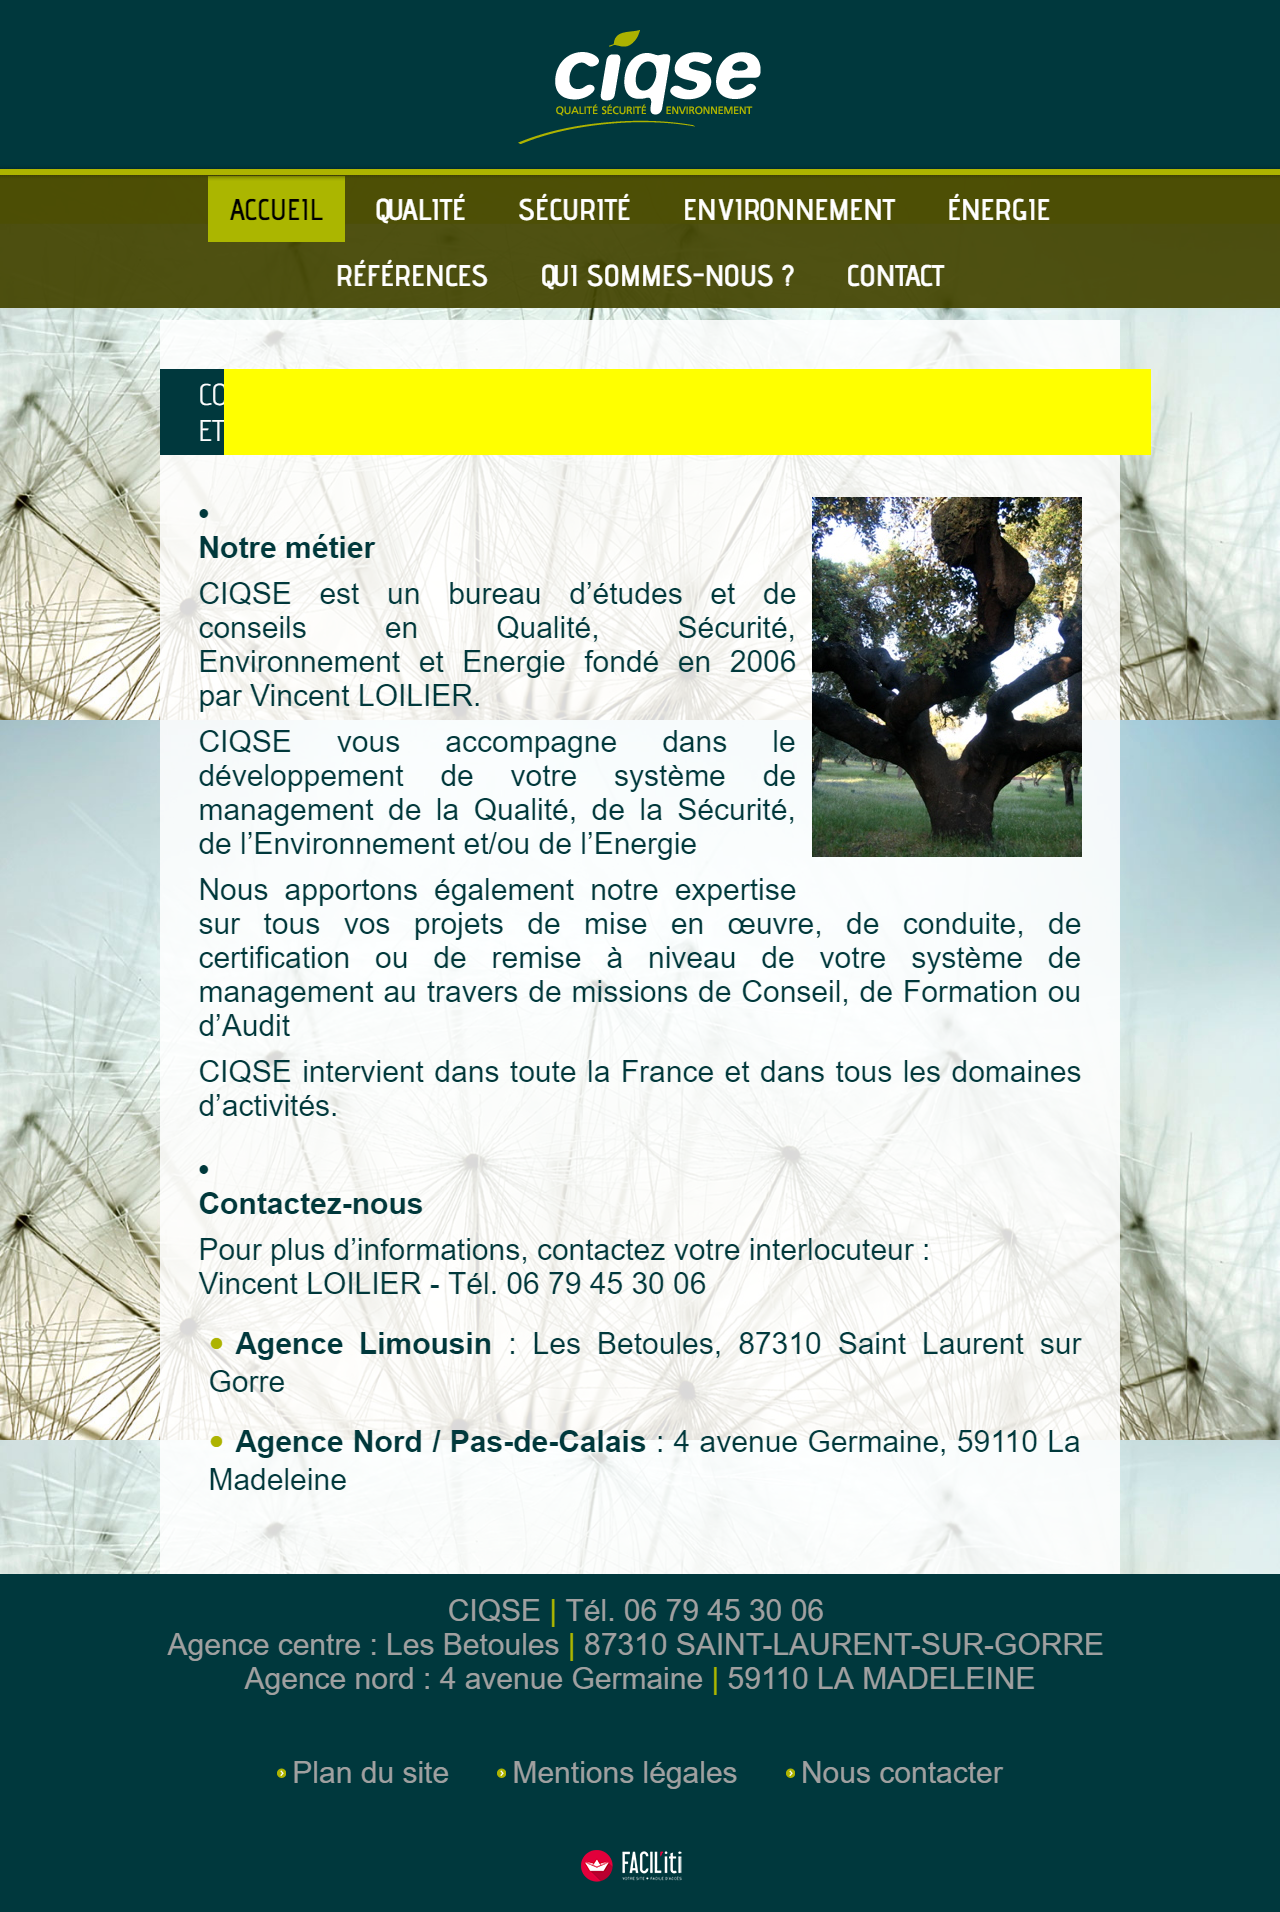 ciqse
QUALITÉ SÉCURITÉ ENVIRONNEMENT
ACCUEIL QUALITÉ SÉCURITÉ ENVIRONNEMENT ÉNERGIE
RÉFÉRENCES QUI SOMMES-NOUS ? CONTACT
•
Notre métier
CIQSE est un bureau d’études et de
conseils en Qualité, Sécurité,
Environnement et Energie fondé en 2006
par Vincent LOILIER.
CIQSE vous accompagne dans le
développement de votre système de
management de la Qualité, de la Sécurité,
de l’Environnement et/ou de l’Energie
Nous apportons également notre expertise
sur tous vos projets de mise en œuvre, de conduite, de
certification ou de remise à niveau de votre système de
management au travers de missions de Conseil, de Formation ou
d’Audit
CIQSE intervient dans toute la France et dans tous les domaines
d’activités.
•
Contactez-nous
Pour plus d’informations, contactez votre interlocuteur :
Vincent LOILIER - Tél. 06 79 45 30 06
• Agence Limousin : Les Betoules, 87310 Saint Laurent sur
Gorre
• Agence Nord / Pas-de-Calais : 4 avenue Germaine, 59110 La
Madeleine
CIQSE | Tél. 06 79 45 30 06
Agence centre : Les Betoules | 87310 SAINT-LAURENT-SUR-GORRE
Agence nord : 4 avenue Germaine | 59110 LA MADELEINE
Plan du site Mentions légales Nous contacter
FACIL'iti
VOTRE SITE • FACILE D'ACCÈS